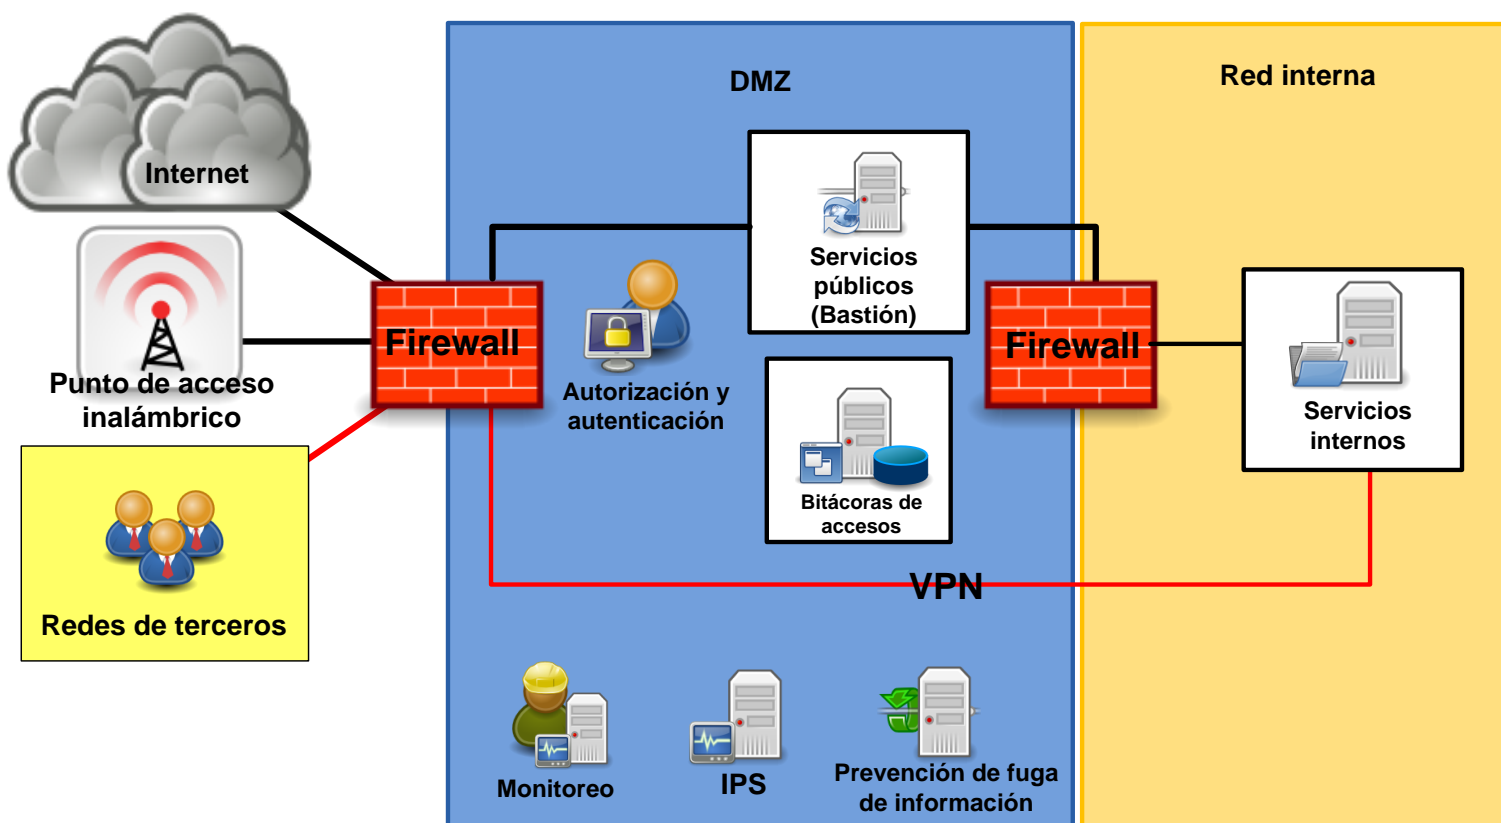 DMZ
Red interna
Internet
Servicios
públicos
(Bastión)
Firewall
Firewall
Punto de acceso
inalámbrico
Autorización y
autenticación
Servicios
internos
Bitácoras de
accesos
VPN
Redes de terceros
Monitoreo
IPS
Prevención de fuga
de información